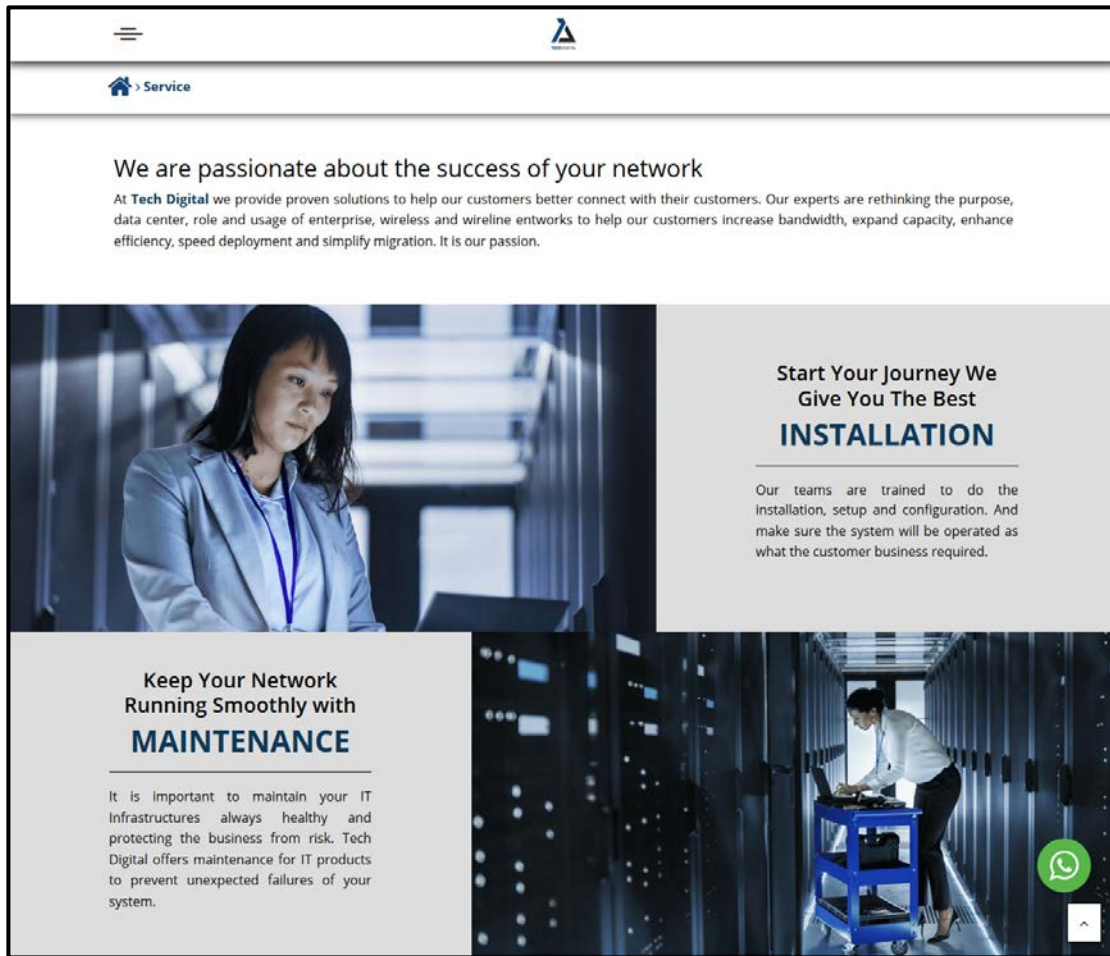 TECH DIGITAL
› Service
We are passionate about the success of your network
At Tech Digital we provide proven solutions to help our customers better connect with their customers. Our experts are rethinking the purpose,
data center, role and usage of enterprise, wireless and wireline entworks to help our customers increase bandwidth, expand capacity, enhance
efficiency, speed deployment and simplify migration. It is our passion.
Start Your Journey We
Give You The Best
INSTALLATION
Our teams are trained to do the
installation, setup and configuration. And
make sure the system will be operated as
what the customer business required.
Keep Your Network
Running Smoothly with
MAINTENANCE
It is important to maintain your IT
Infrastructures always healthy and
protecting the business from risk. Tech
Digital offers maintenance for IT products
to prevent unexpected failures of your
system.